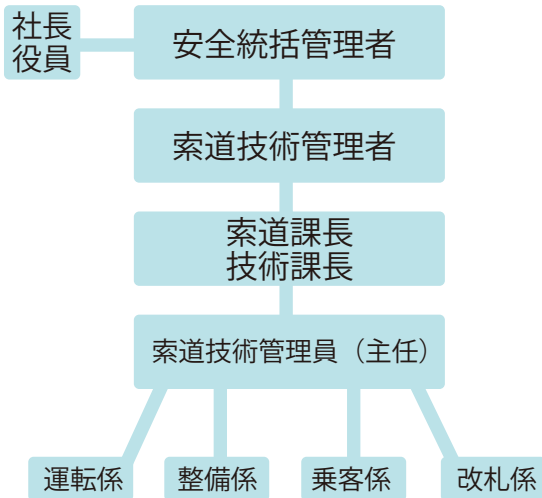 社長
役員
安全統括管理者
索道技術管理者
索道課長
技術課長
索道技術管理員（主任）
運転係
整備係
乗客係
改札係